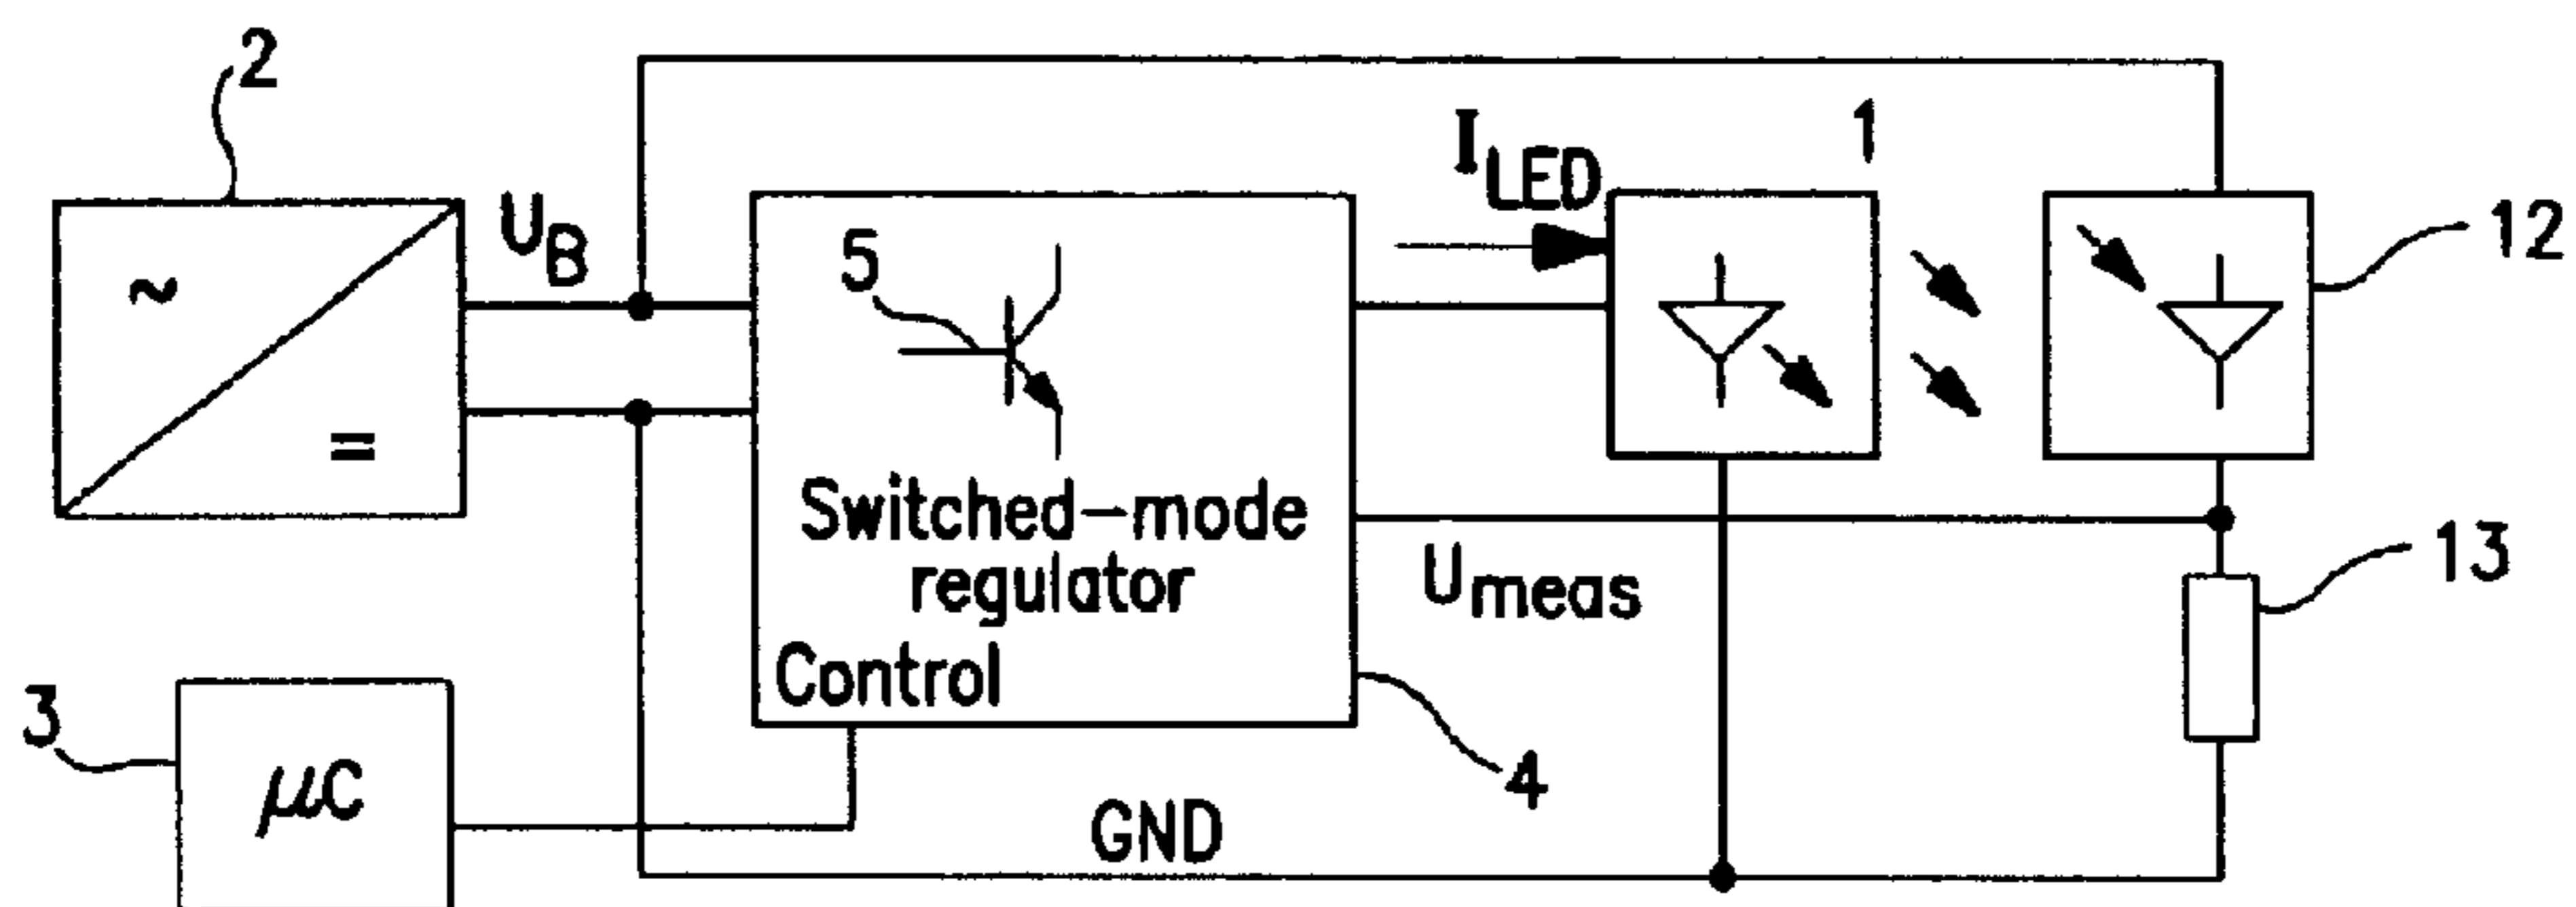 2
U_B
5
I_LED
1
12
~
=
Switched-mode
regulator
Control
U_meas
13
3
μC
4
GND